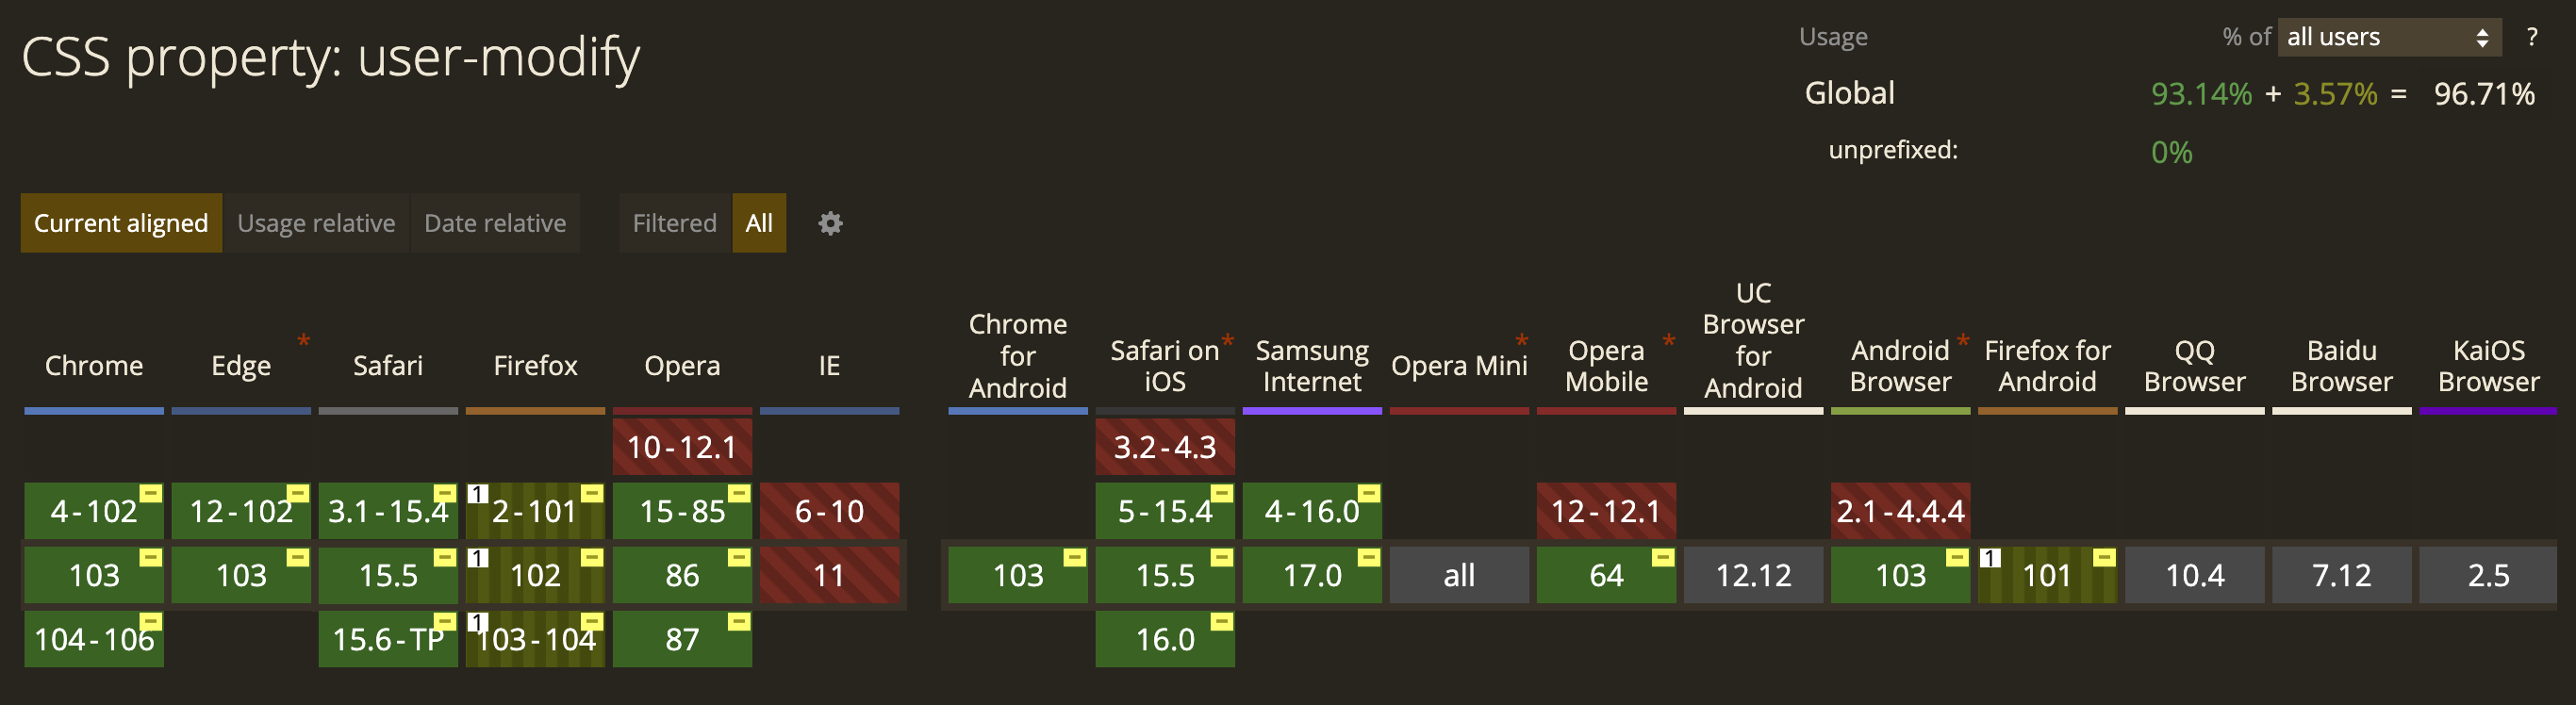 CSS property: user-modify
Usage % of all users ?
Global 93.14% + 3.57% = 96.71%
unprefixed: 0%
Current aligned Usage relative Date relative Filtered All
Chrome
Edge *
Safari
Firefox
Opera
IE
Chrome
for
Android
Safari on *
iOS
Samsung
Internet
Opera Mini *
Opera *
Mobile
UC
Browser
for
Android
Android *
Browser
Firefox for
Android
QQ
Browser
Baidu
Browser
KaiOS
Browser
10-12.1 3.2-4.3
4-102 12-102 3.1-15.4 1 2-101 15-85 6-10 5-15.4 4-16.0 12-12.1 2.1-4.4.4
103 103 15.5 1 102 86 11 103 15.5 17.0 all 64 12.12 103 1 101 10.4 7.12 2.5
104-106 15.6-TP 1 103-104 87 16.0